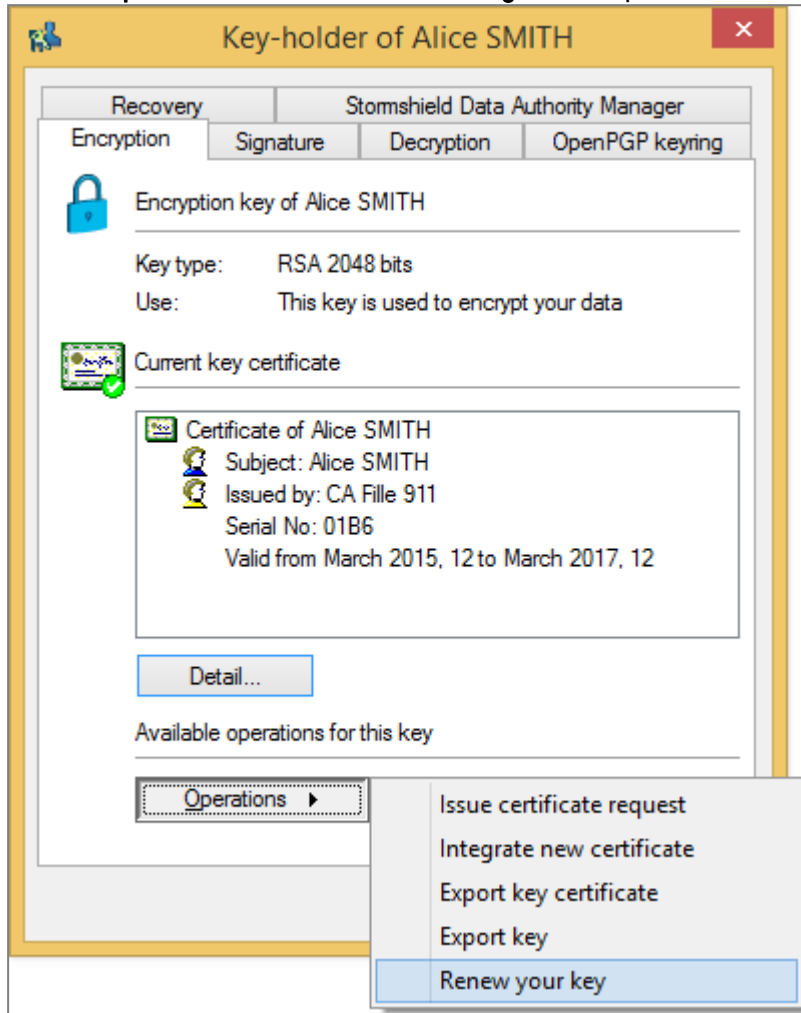 Key-holder of Alice SMITH
Recovery
Stormshield Data Authority Manager
Encryption
Signature
Decryption
OpenPGP keyring
Encryption key of Alice SMITH
Key type: RSA 2048 bits
Use: This key is used to encrypt your data
Current key certificate
Certificate of Alice SMITH
Subject: Alice SMITH
Issued by: CA Fille 911
Serial No: 01B6
Valid from March 2015, 12 to March 2017, 12
Detail...
Available operations for this key
Operations
Issue certificate request
Integrate new certificate
Export key certificate
Export key
Renew your key